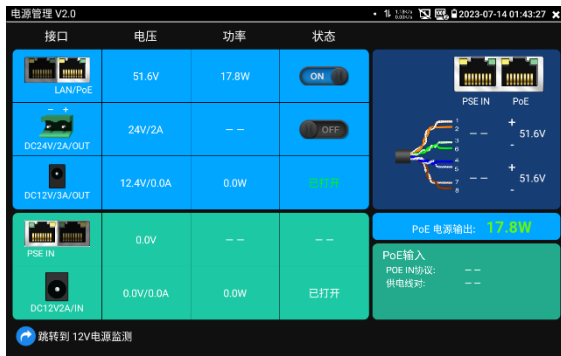 电源管理 V2.0
2023-07-14 01:43:27
接口 电压 功率 状态
LAN/PoE 51.6V 17.8W ON
- +
DC24V/2A/OUT 24V/2A -- OFF
DC12V/3A/OUT 12.4V/0.0A 0.0W 已打开
PSE IN 0.0V -- --
DC12V2A/IN 0.0V/0.0A 0.0W 已打开
跳转到 12V电源监测
PSE IN PoE
1
2 -- + 51.6V
3
6 -
4
5 -- + 51.6V
7
8 -
PoE 电源输出: 17.8W
PoE输入
POE IN协议: --
供电线对: --